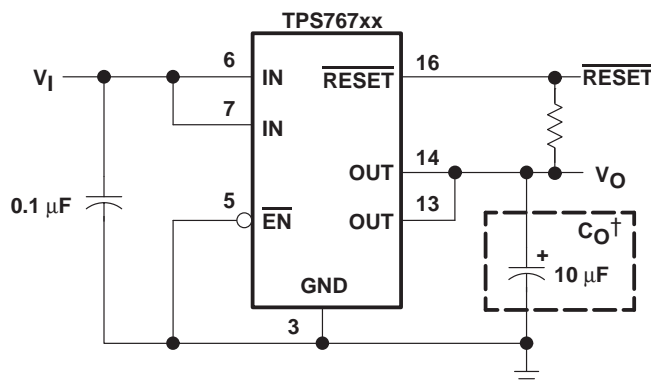 TPS767xx
6
16
V_I
IN
RESET
RESET
7
IN
14
OUT
V_O
0.1 μF
5
EN
13
OUT
C_O†
+
10 μF
GND
3